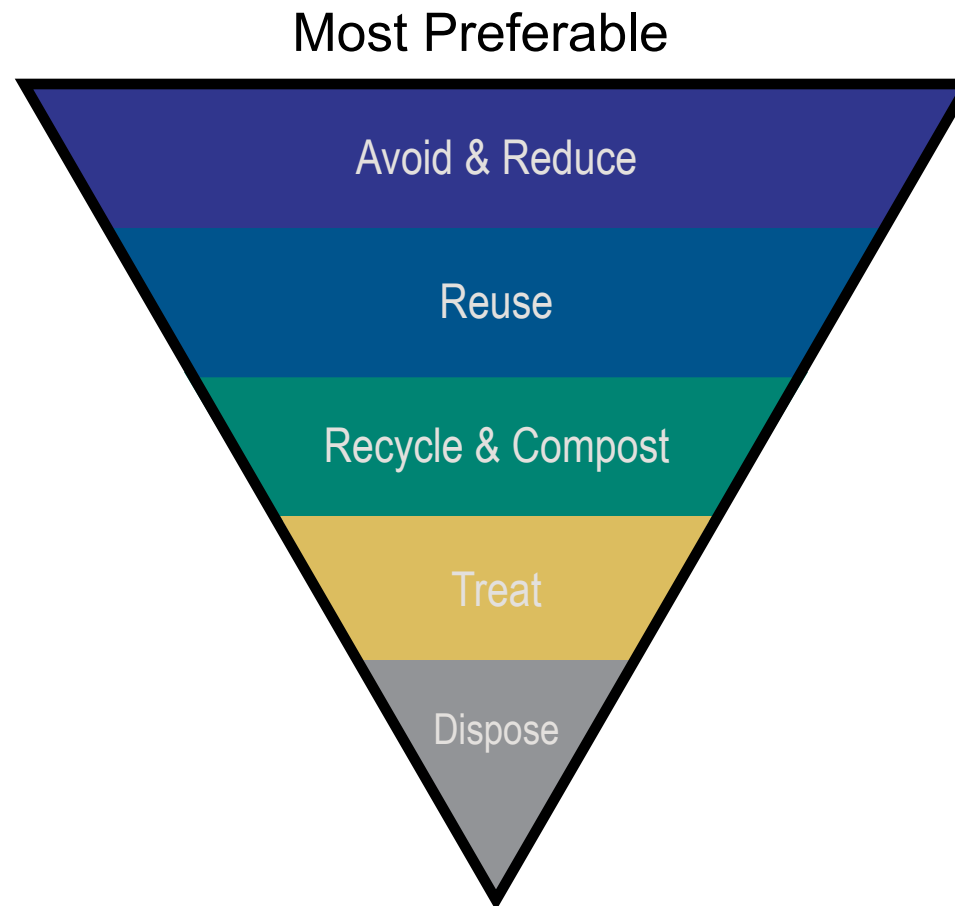 Most Preferable
Avoid & Reduce
Reuse
Recycle & Compost
Treat
Dispose